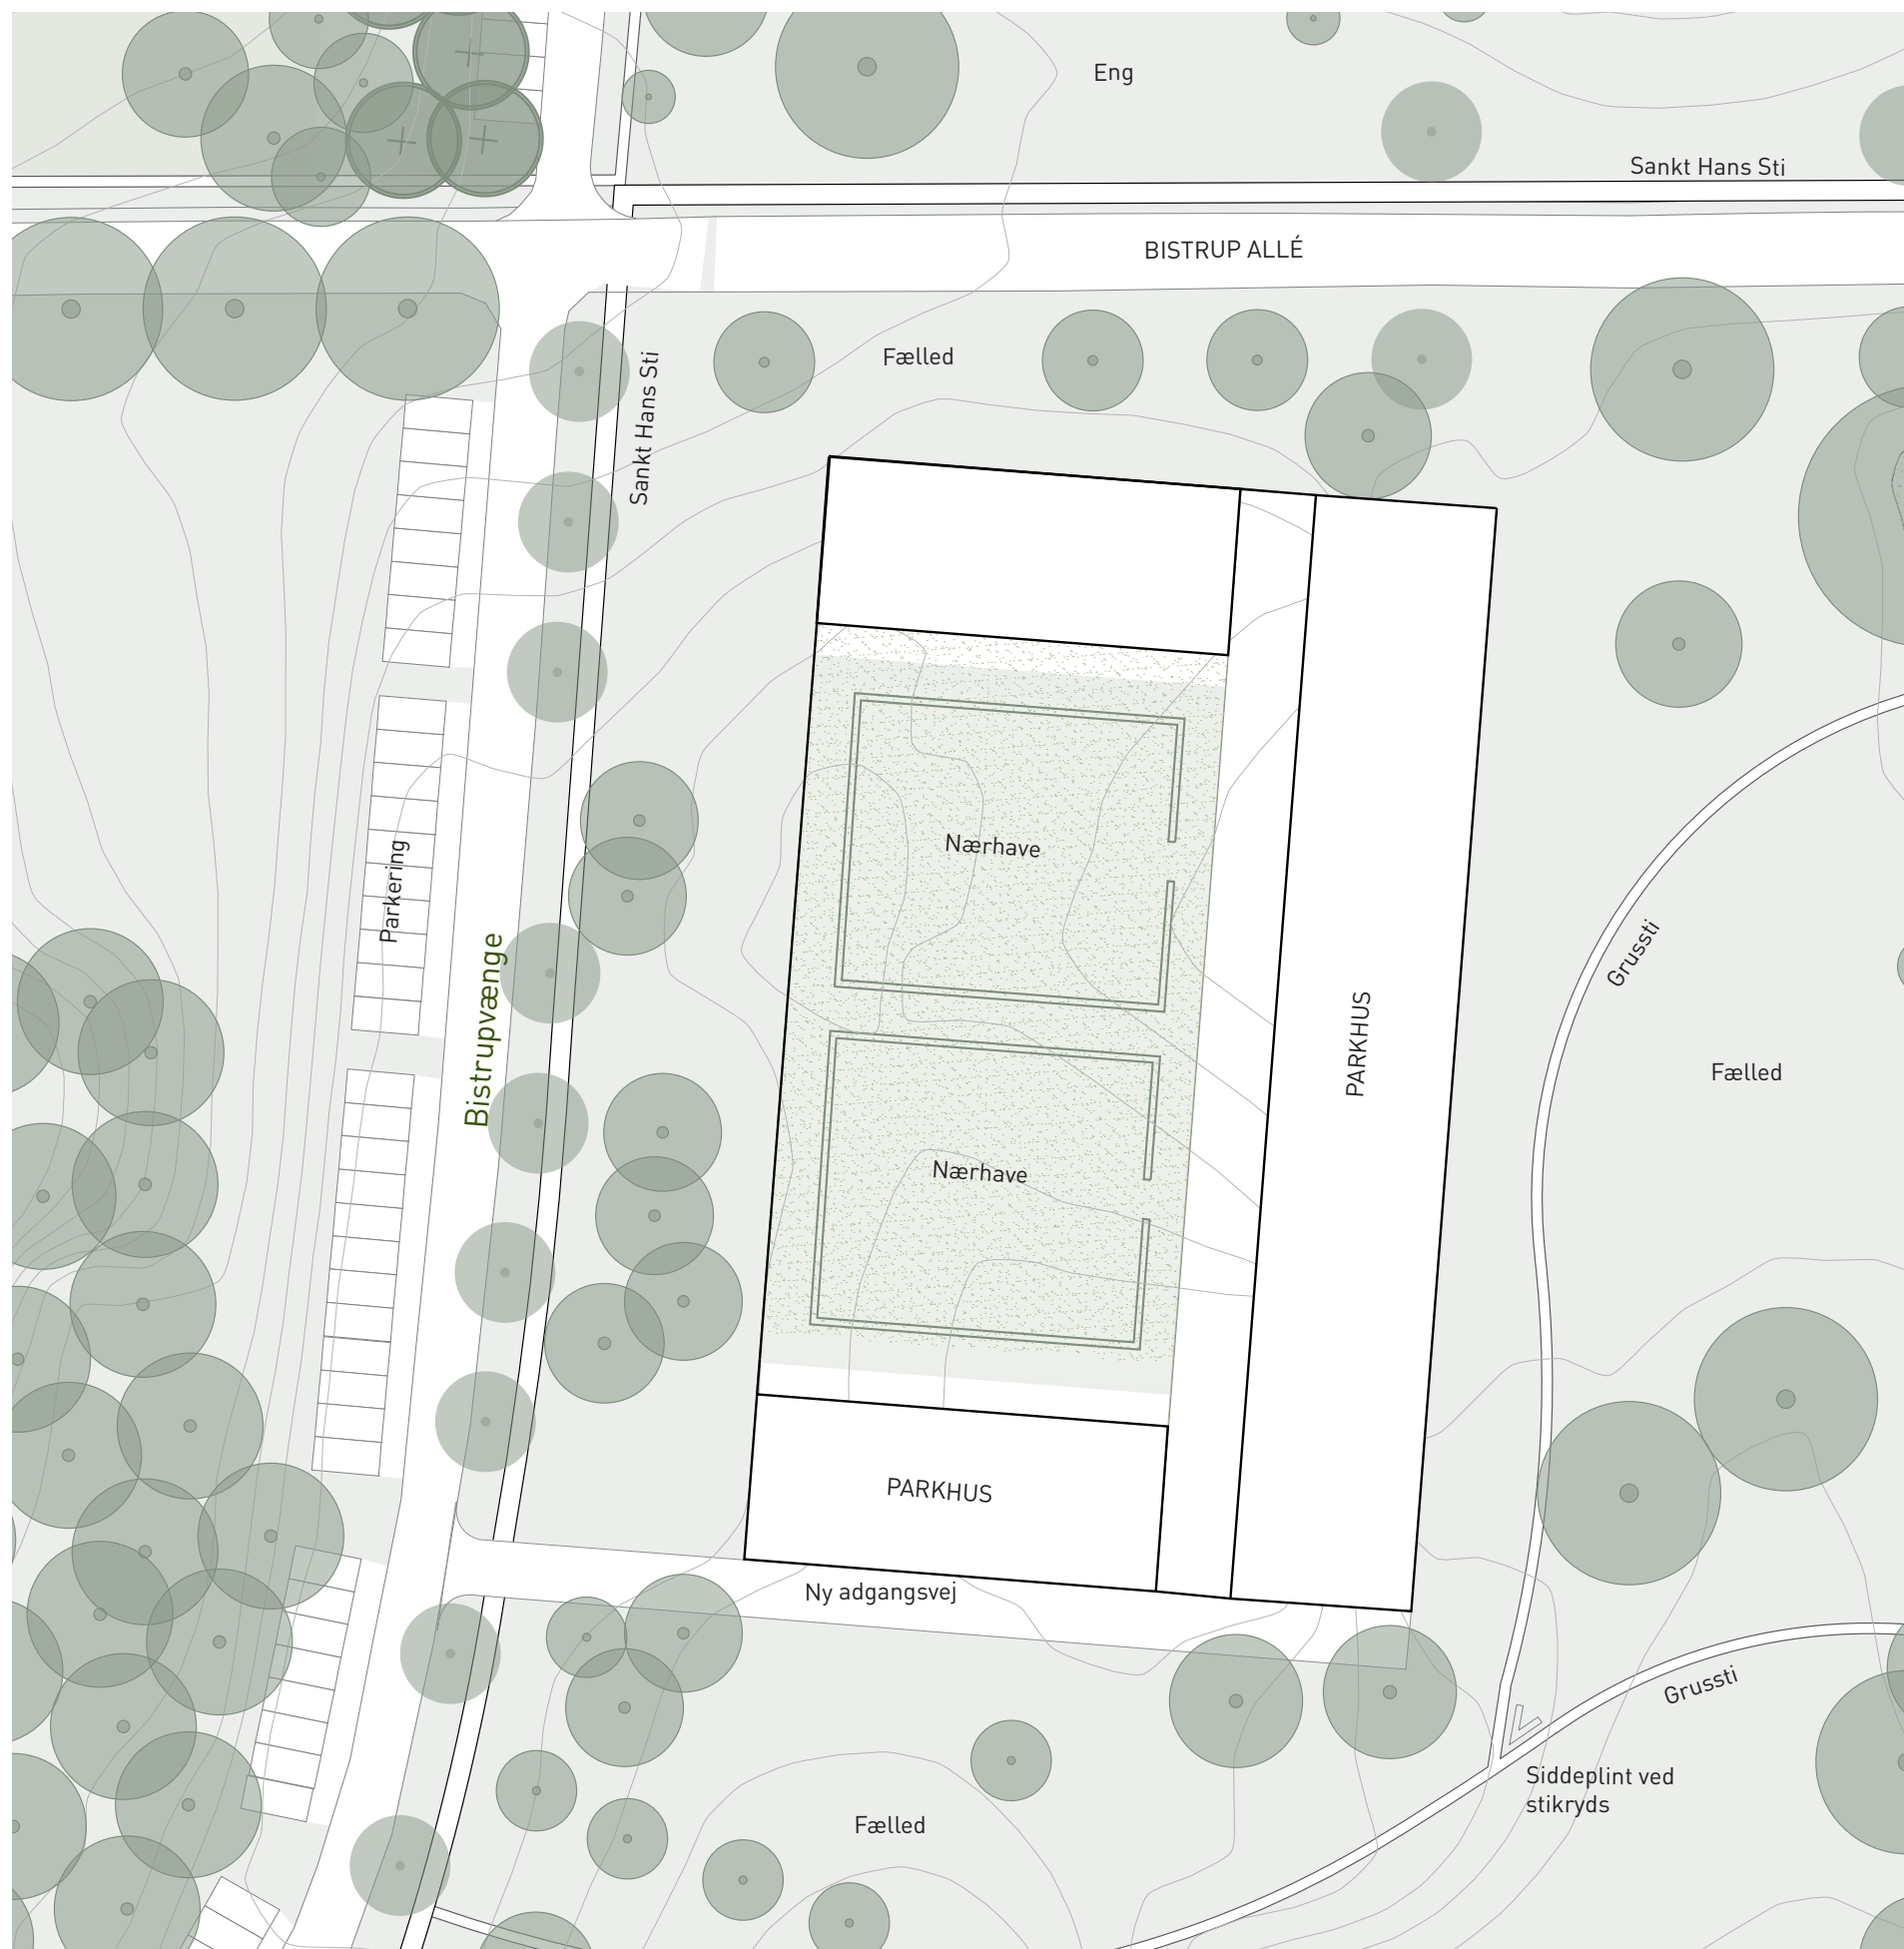 Eng
Sankt Hans Sti
BISTRUP ALLÉ
Fælled
Sankt Hans Sti
Nærhave
Parkering
Grussti
Bistrupvænge
PARKHUS
Fælled
Nærhave
PARKHUS
Ny adgangsvej
Grussti
Siddeplint ved
stikryds
Fælled